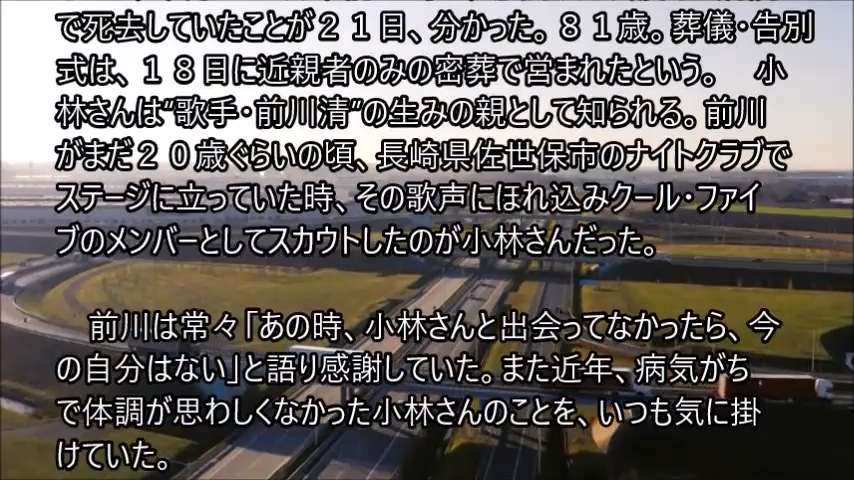 で死去していたことが２１日、分かった。８１歳。葬儀・告別
式は、１８日に近親者のみの密葬で営まれたという。　小
林さんは“歌手・前川清”の生みの親として知られる。前川
がまだ２０歳ぐらいの頃、長崎県佐世保市のナイトクラブで
ステージに立っていた時、その歌声にほれ込みクール・ファイ
ブのメンバーとしてスカウトしたのが小林さんだった。
前川は常々「あの時、小林さんと出会ってなかったら、今
の自分はない」と語り感謝していた。また近年、病気がち
で体調が思わしくなかった小林さんのことを、いつも気に掛
けていた。